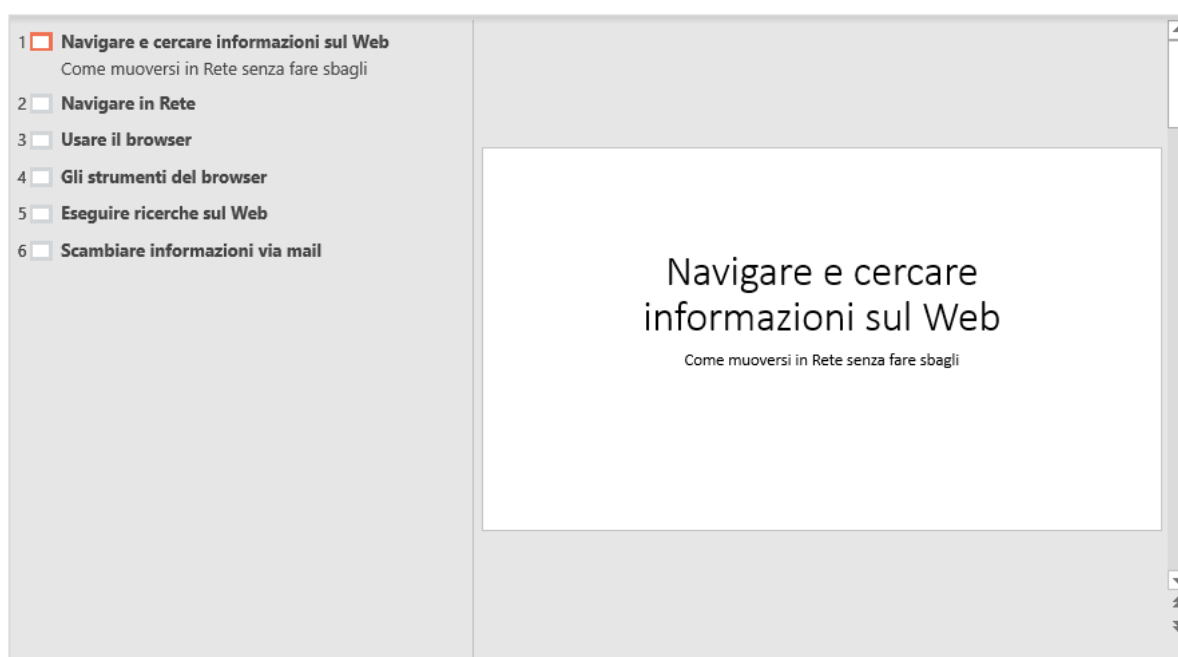 1 Navigare e cercare informazioni sul Web
Come muoversi in Rete senza fare sbagli
2 Navigare in Rete
3 Usare il browser
4 Gli strumenti del browser
5 Eseguire ricerche sul Web
6 Scambiare informazioni via mail
Navigare e cercare
informazioni sul Web
Come muoversi in Rete senza fare sbagli